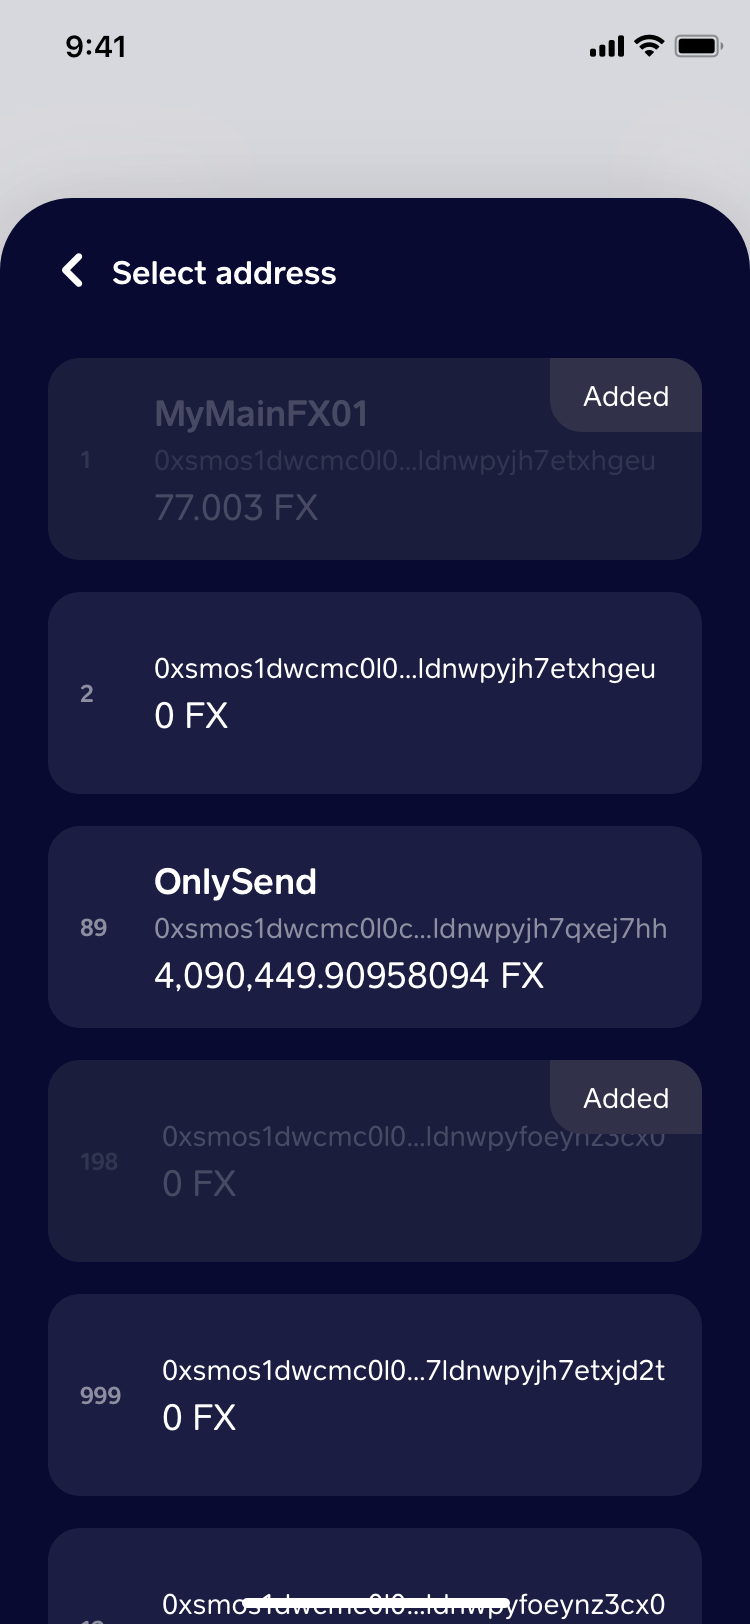 9:41
Select address
Added
MyMainFX01
1
0xsmos1dwcmc0l0...ldnwpyjh7etxhgeu
77.003 FX
0xsmos1dwcmc0l0...ldnwpyjh7etxhgeu
2
0 FX
OnlySend
89
0xsmos1dwcmc0l0c...ldnwpyjh7qxej7hh
4,090,449.90958094 FX
Added
0xsmos1dwcmc0l0...ldnwpyfoeynz3cx0
198
0 FX
0xsmos1dwcmc0l0...7ldnwpyjh7etxjd2t
999
0 FX
0xsmos1dwcmc0l0...ldnwpyfoeynz3cx0